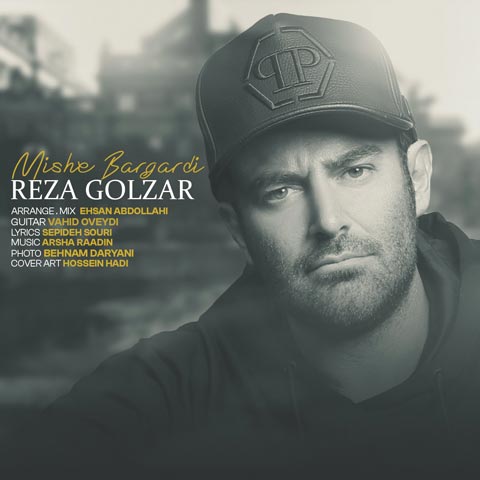 Mishe Bargardi
REZA GOLZAR
ARRANGE . MIX EHSAN ABDOLLAHI
GUITAR VAHID OVEYDI
LYRICS SEPIDEH SOURI
MUSIC ARSHA RAADIN
PHOTO BEHNAM DARYANI
COVER ART HOSSEIN HADI